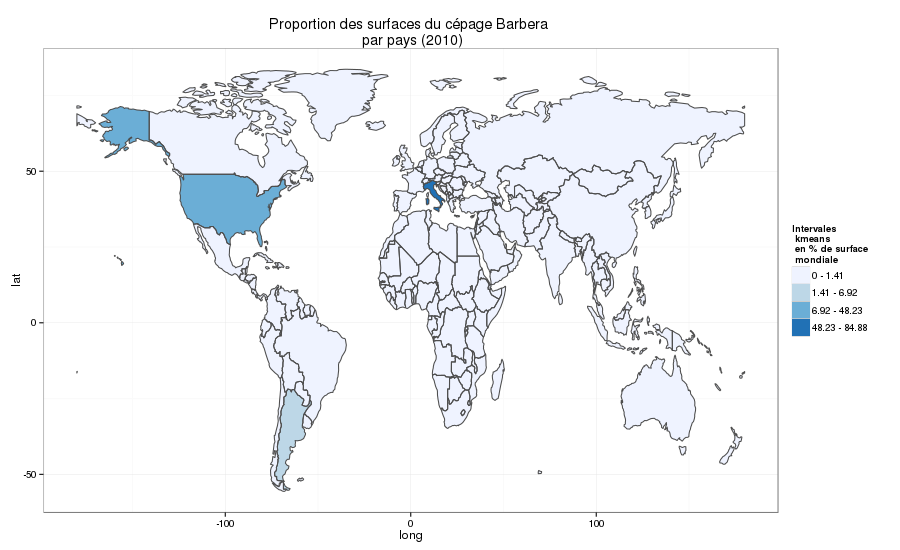 Proportion des surfaces du cépage Barbera
par pays (2010)
50
0
-50
lat
-100
0
100
long
Intervales
kmeans
en % de surface
mondiale
0 - 1.41
1.41 - 6.92
6.92 - 48.23
48.23 - 84.88